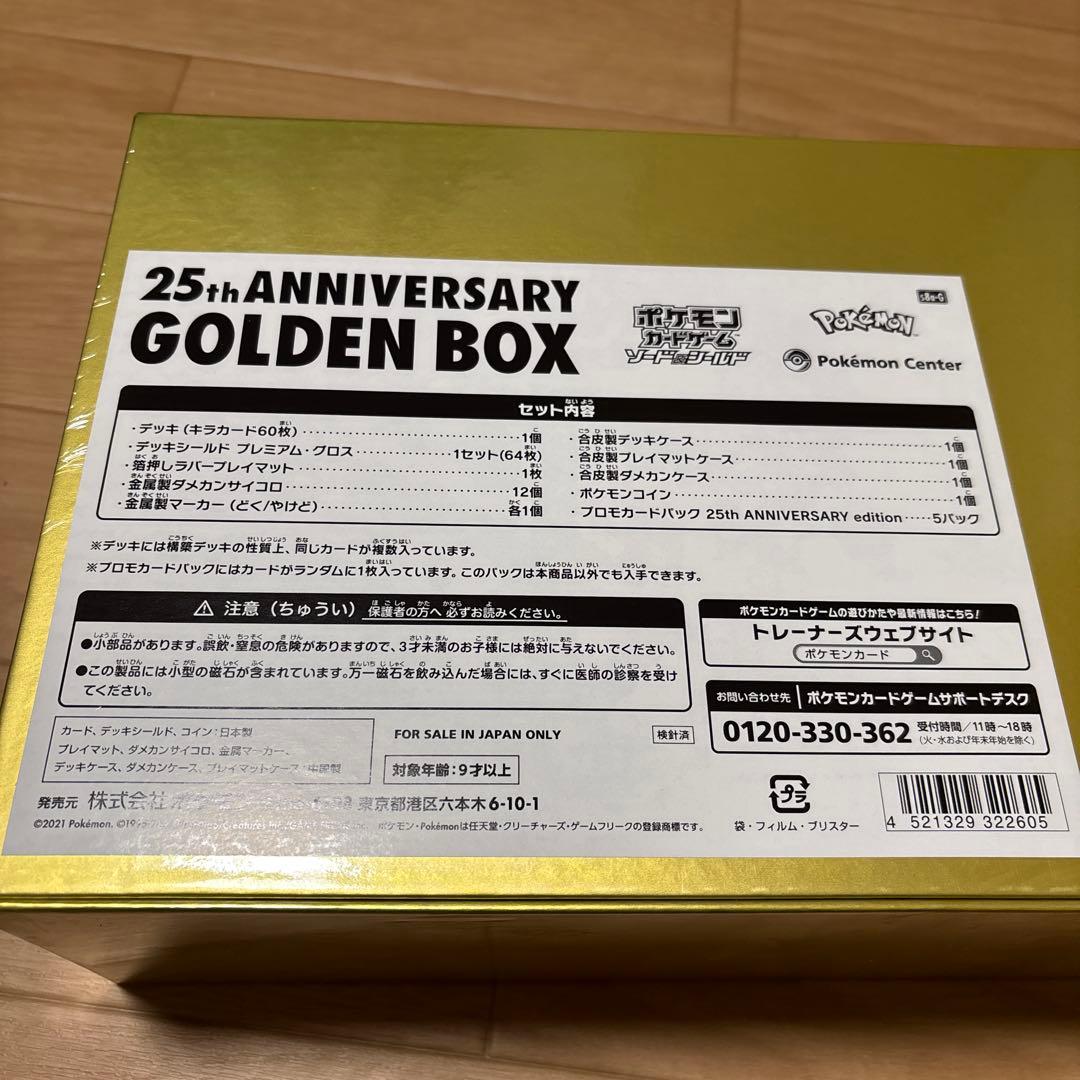 25th ANNIVERSARY
GOLDEN BOX
ポケモン
カードゲーム
ソード&シールド
s8a-G
POKéMON
Pokémon Center
セット内容
・デッキ(キラカード60枚)……1個
・デッキシールド プレミアム・グロス……1セット(64枚)
・箔押しラバープレイマット……1枚
・金属製ダメカンサイコロ……12個
・金属製マーカー(どく/やけど)……各1個
・合皮製デッキケース……1個
・合皮製プレイマットケース……1個
・合皮製ダメカンケース……1個
・ポケモンコイン……1個
・プロモカードパック 25th ANNIVERSARY edition……5パック
※デッキには構築デッキの性質上、同じカードが複数入っています。
※プロモカードパックにはカードがランダムに1枚入っています。このパックは本商品以外でも入手できます。
⚠ 注意(ちゅうい) 保護者の方へ 必ずお読みください。
●小部品があります。誤飲・窒息の危険がありますので、3才未満のお子様には絶対に与えないでください。
●この製品には小型の磁石が含まれています。万一磁石を飲み込んだ場合には、すぐに医師の診察を受け
てください。
ポケモンカードゲームの遊びかたや最新情報はこちら!
トレーナーズウェブサイト
ポケモンカード
お問い合わせ先 ポケモンカードゲームサポートデスク
0120-330-362 受付時間/11時~18時
(火・水および年末年始を除く)
カード、デッキシールド、コイン:日本製
プレイマット、ダメカンサイコロ、金属マーカー、
デッキケース、ダメカンケース、プレイマットケース:中国製
FOR SALE IN JAPAN ONLY
検針済
対象年齢:9才以上
発売元 株式会社 東京都港区六本木6-10-1
©2021 Pokémon. ポケモン・Pokémonは任天堂・クリーチャーズ・ゲームフリークの登録商標です。
プラ
袋・フィルム・ブリスター
4 521329 322605